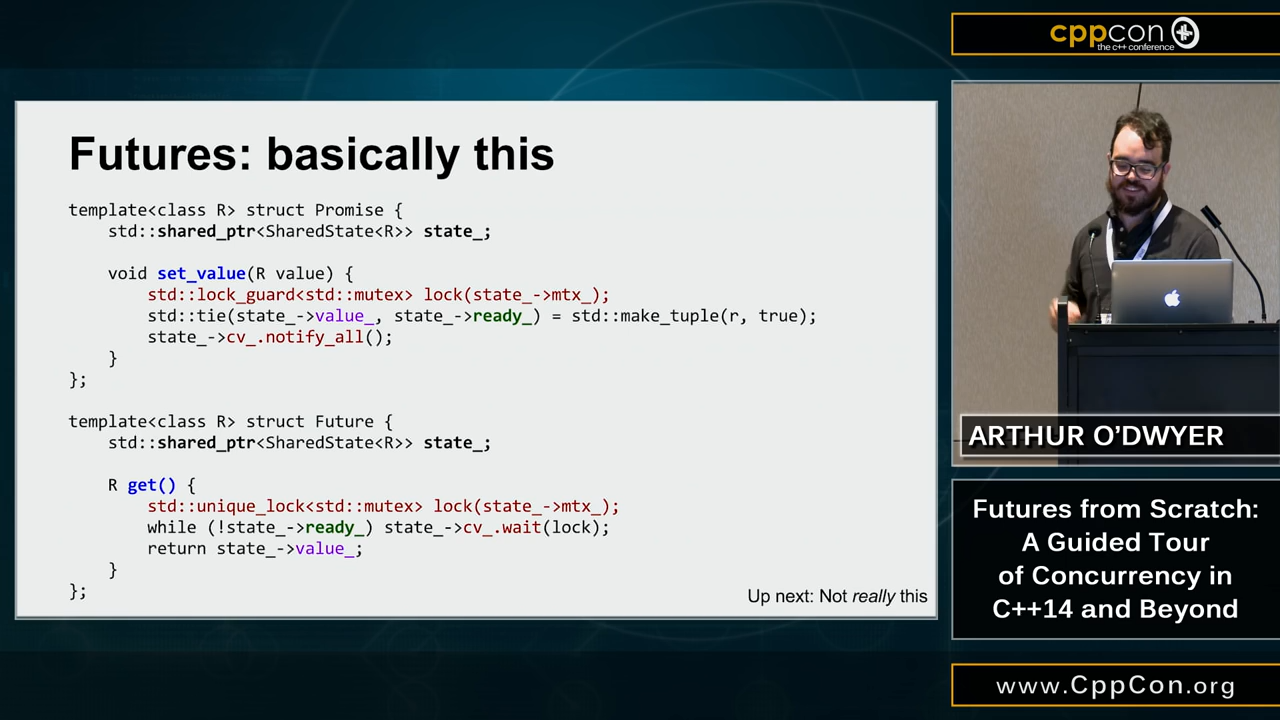 Futures: basically this
template<class R> struct Promise {
    std::shared_ptr<SharedState<R>> state_;
    void set_value(R value) {
        std::lock_guard<std::mutex> lock(state_->mtx_);
        std::tie(state_->value_, state_->ready_) = std::make_tuple(r, true);
        state_->cv_.notify_all();
    }
};
template<class R> struct Future {
    std::shared_ptr<SharedState<R>> state_;
    R get() {
        std::unique_lock<std::mutex> lock(state_->mtx_);
        while (!state_->ready_) state_->cv_.wait(lock);
        return state_->value_;
    }
};
Up next: Not really this
cppcon
the c++ conference
ARTHUR O’DWYER
Futures from Scratch:
A Guided Tour
of Concurrency in
C++14 and Beyond
www.CppCon.org